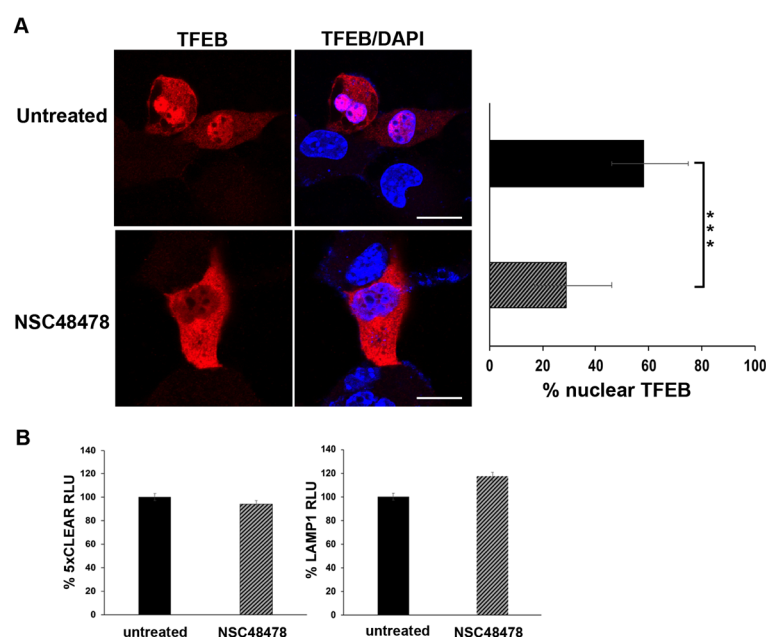 A
TFEB
TFEB/DAPI
Untreated
NSC48478
***
0
20
40
60
80
100
% nuclear TFEB
B
% 5xCLEAR RLU
140
120
100
80
60
40
20
0
untreated
NSC48478
% LAMP1 RLU
140
120
100
80
60
40
20
0
untreated
NSC48478